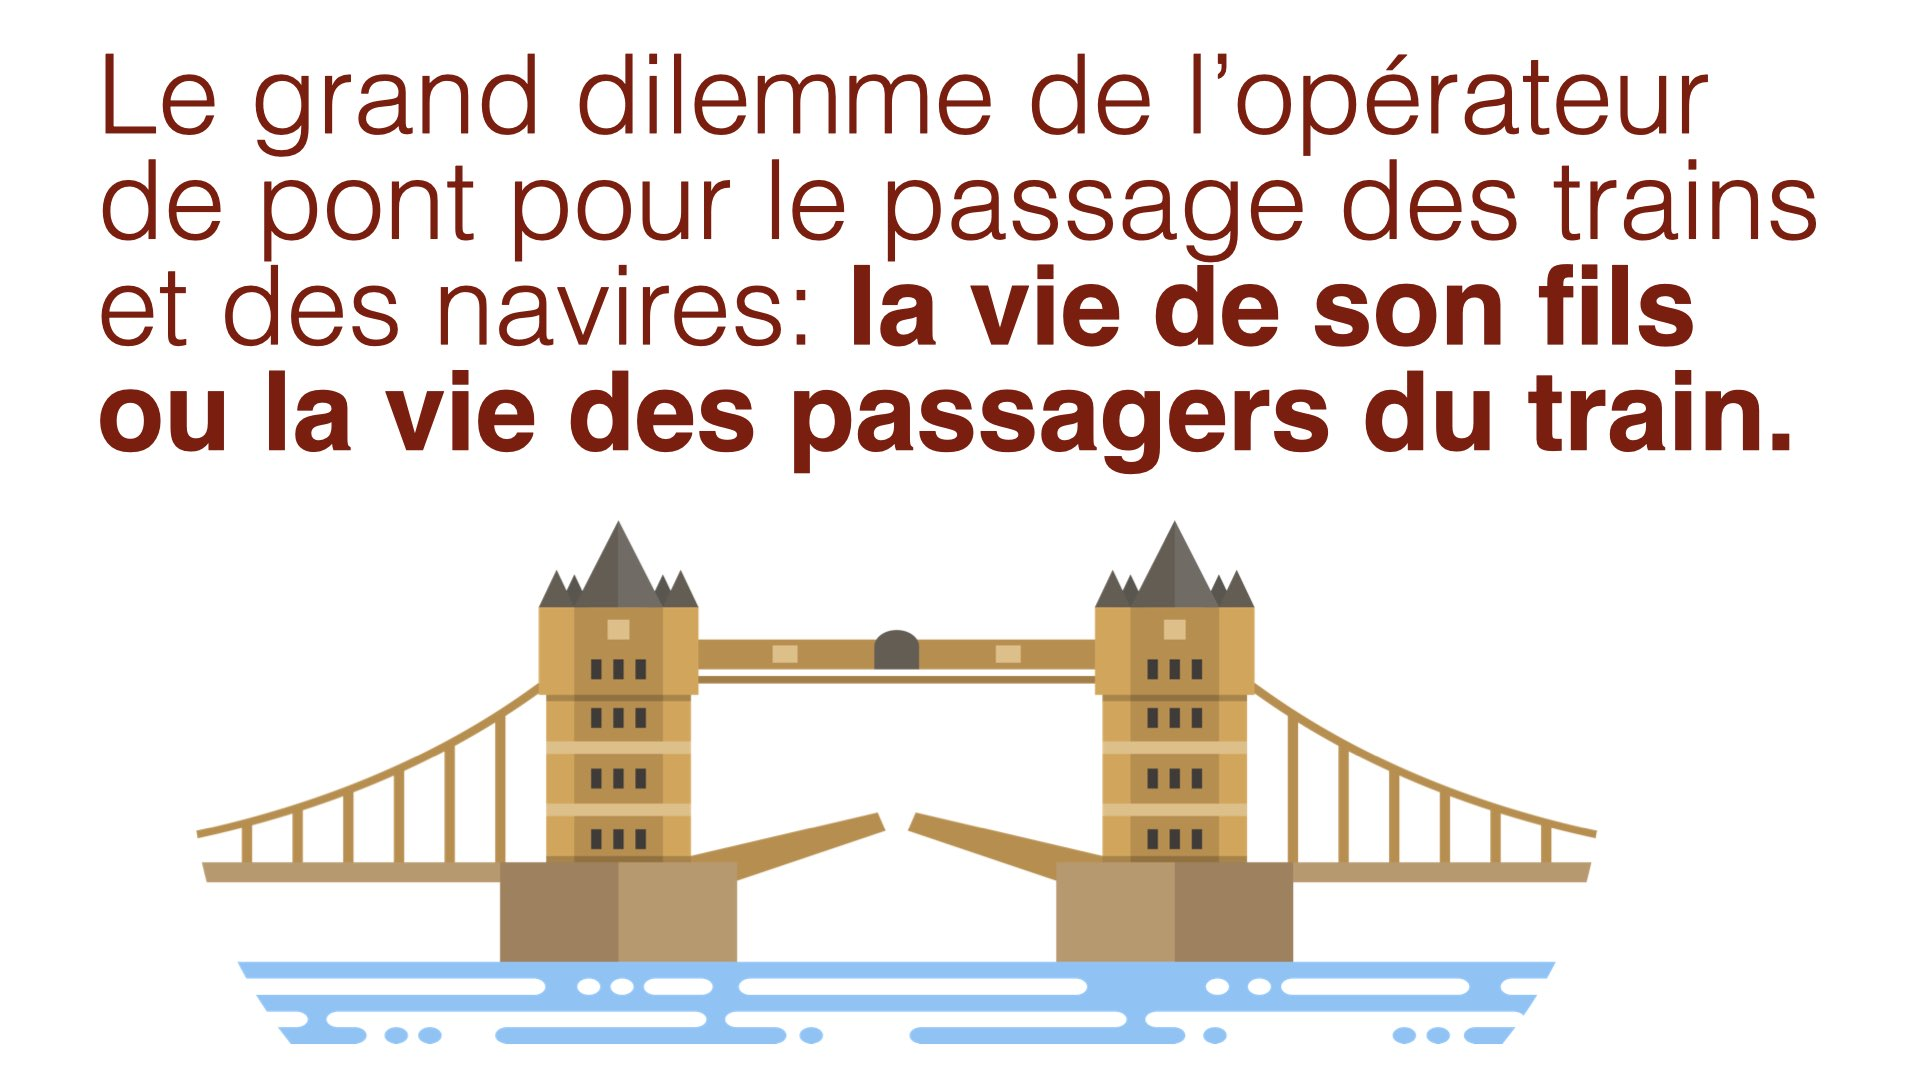 Le grand dilemme de l’opérateur
de pont pour le passage des trains
et des navires: la vie de son fils
ou la vie des passagers du train.